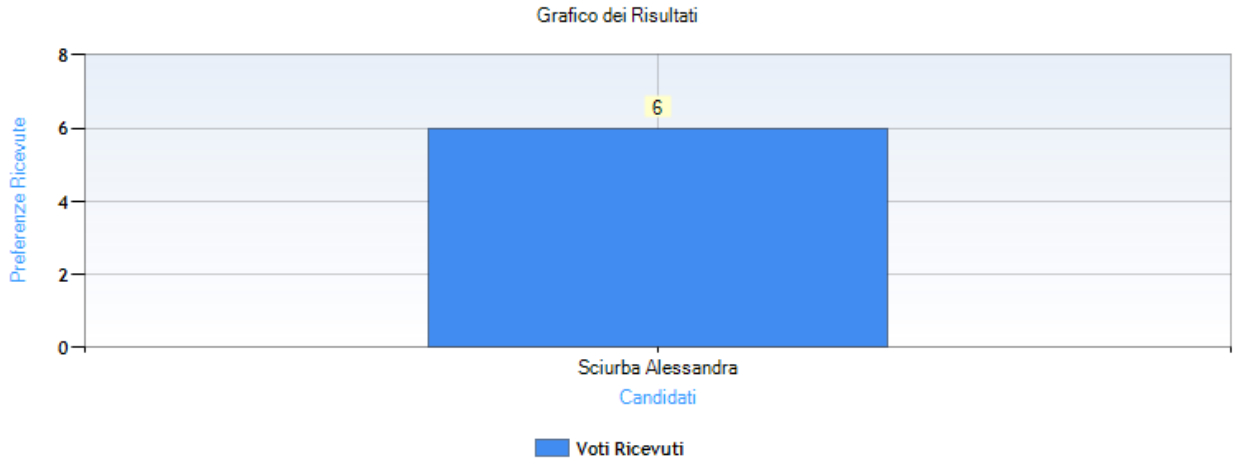 Grafico dei Risultati
8
6
6
4
2
0
Preferenze Ricevute
Sciurba Alessandra
Candidati
Voti Ricevuti